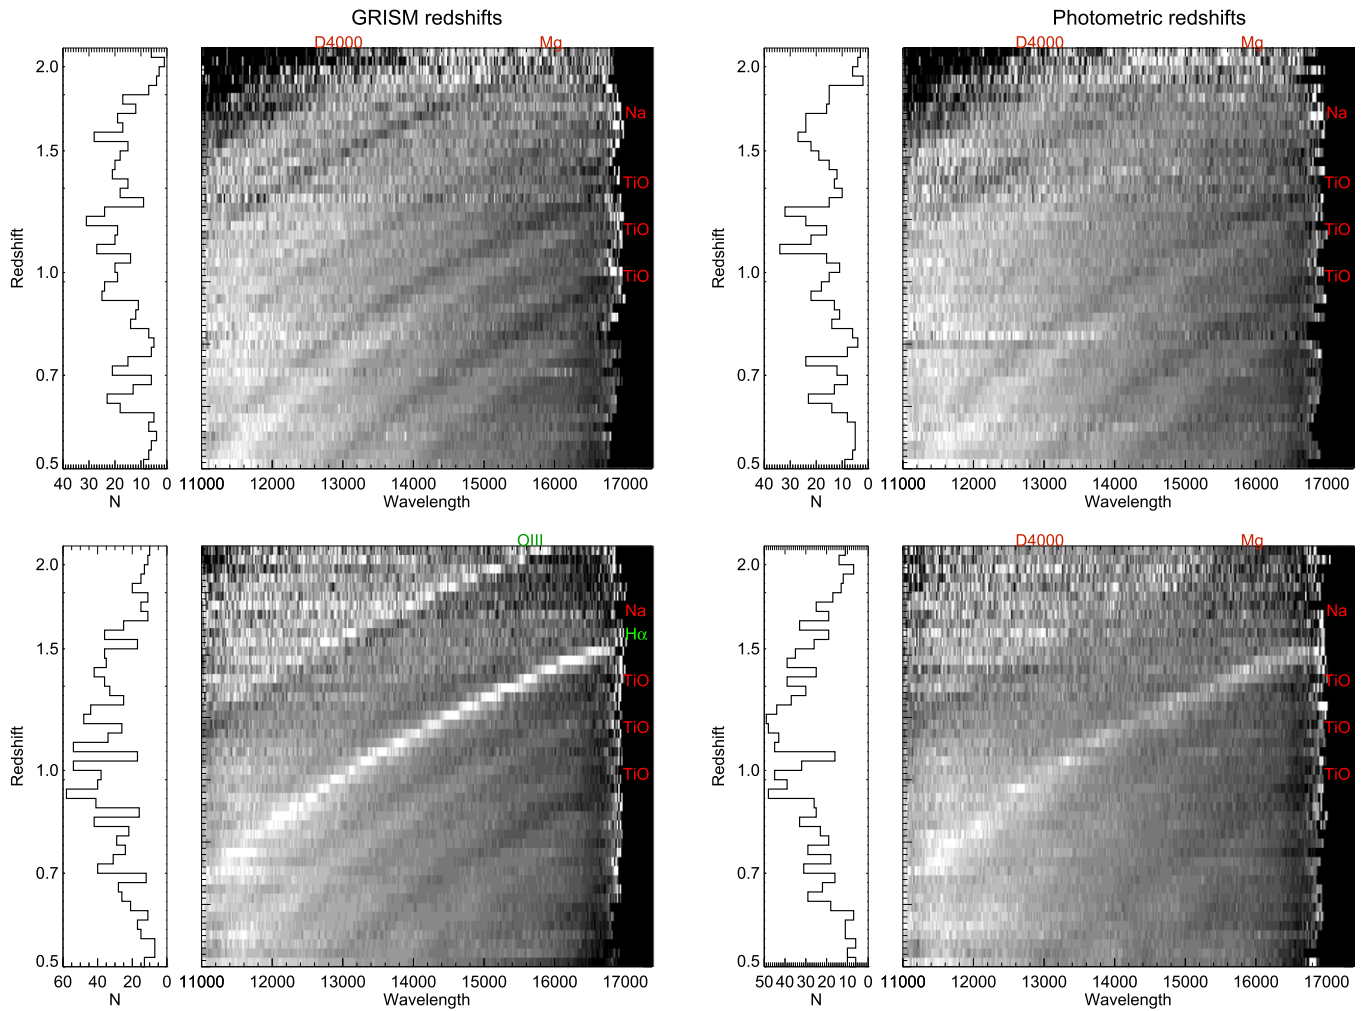 GRISM redshifts
Photometric redshifts
D4000 Mg
D4000 Mg
2.0
1.5
1.0
0.7
0.5
Redshift
40 30 20 10 0
N
11000 12000 13000 14000 15000 16000 17000
Wavelength
Na
TiO
TiO
TiO
2.0
1.5
1.0
0.7
0.5
Redshift
40 30 20 10 0
N
11000 12000 13000 14000 15000 16000 17000
Wavelength
Na
TiO
TiO
TiO
OIII
2.0
1.5
1.0
0.7
0.5
Redshift
60 40 20 0
N
11000 12000 13000 14000 15000 16000 17000
Wavelength
Na
Hα
TiO
TiO
TiO
D4000 Mg
2.0
1.5
1.0
0.7
0.5
Redshift
50 40 30 20 10 0
N
11000 12000 13000 14000 15000 16000 17000
Wavelength
Na
TiO
TiO
TiO